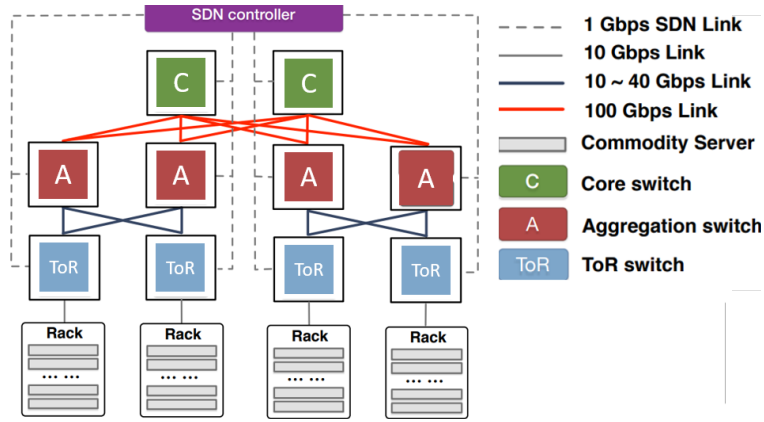 SDN controller
1 Gbps SDN Link
10 Gbps Link
10 ~ 40 Gbps Link
100 Gbps Link
Commodity Server
C
Core switch
A
Aggregation switch
ToR
ToR switch
C C
A A A A
ToR ToR ToR ToR
Rack Rack Rack Rack
... ... ... ... ... ... ... ...